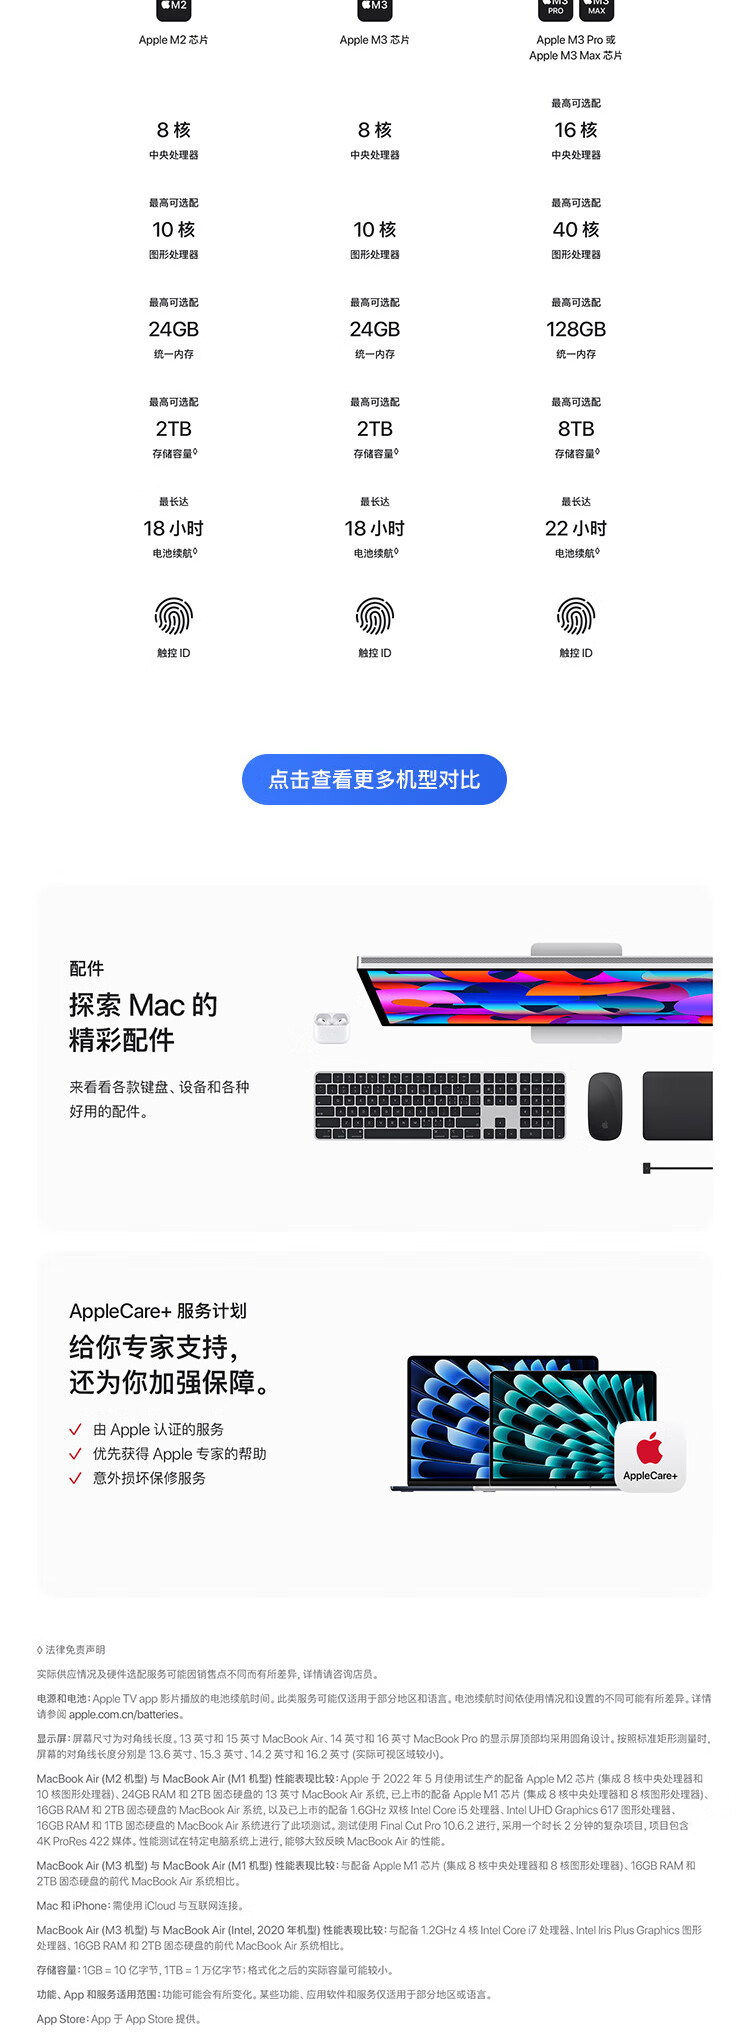 M2
M3
M3 PRO
M3 MAX
Apple M2 芯片
Apple M3 芯片
Apple M3 Pro 或
Apple M3 Max 芯片
最高可选配
8 核
8 核
16 核
中央处理器
中央处理器
中央处理器
最高可选配
最高可选配
10 核
10 核
40 核
图形处理器
图形处理器
图形处理器
最高可选配
最高可选配
最高可选配
24GB
24GB
128GB
统一内存
统一内存
统一内存
最高可选配
最高可选配
最高可选配
2TB
2TB
8TB
存储容量◊
存储容量◊
存储容量◊
最长达
最长达
最长达
18 小时
18 小时
22 小时
电池续航◊
电池续航◊
电池续航◊
触控 ID
触控 ID
触控 ID
点击查看更多机型对比
配件
探索 Mac 的
精彩配件
来看看各款键盘、设备和各种
好用的配件。
AppleCare+ 服务计划
给你专家支持，
还为你加强保障。
✓ 由 Apple 认证的服务
✓ 优先获得 Apple 专家的帮助
✓ 意外损坏保修服务
AppleCare+
◊ 法律免责声明
实际供应情况及硬件选配服务可能因销售点不同而有所差异，详情请咨询店员。
电源和电池：Apple TV app 影片播放的电池续航时间。此类服务可能仅适用于部分地区和语言。电池续航时间依使用情况和设置的不同可能有所差异。详情
请参阅 apple.com.cn/batteries。
显示屏：屏幕尺寸为对角线长度。13 英寸和 15 英寸 MacBook Air、14 英寸和 16 英寸 MacBook Pro 的显示屏顶部均采用圆角设计。按照标准矩形测量时，
屏幕的对角线长度分别是 13.6 英寸、15.3 英寸、14.2 英寸和 16.2 英寸 (实际可视区域较小)。
MacBook Air (M2 机型) 与 MacBook Air (M1 机型) 性能表现比较：Apple 于 2022 年 5 月使用试生产的配备 Apple M2 芯片 (集成 8 核中央处理器和
10 核图形处理器)、24GB RAM 和 2TB 固态硬盘的 13 英寸 MacBook Air 系统，已上市的配备 Apple M1 芯片 (集成 8 核中央处理器和 8 核图形处理器)、
16GB RAM 和 2TB 固态硬盘的 MacBook Air 系统，以及已上市的配备 1.6GHz 双核 Intel Core i5 处理器、Intel UHD Graphics 617 图形处理器、
16GB RAM 和 1TB 固态硬盘的 MacBook Air 系统进行了此项测试。测试使用 Final Cut Pro 10.6.2 进行，采用一个时长 2 分钟的复杂项目，项目包含
4K ProRes 422 媒体。性能测试在特定电脑系统上进行，能够大致反映 MacBook Air 的性能。
MacBook Air (M3 机型) 与 MacBook Air (M1 机型) 性能表现比较：与配备 Apple M1 芯片 (集成 8 核中央处理器和 8 核图形处理器)、16GB RAM 和
2TB 固态硬盘的前代 MacBook Air 系统相比。
Mac 和 iPhone：需使用 iCloud 与互联网连接。
MacBook Air (M3 机型) 与 MacBook Air (Intel, 2020 年机型) 性能表现比较：与配备 1.2GHz 4 核 Intel Core i7 处理器、Intel Iris Plus Graphics 图形
处理器、16GB RAM 和 2TB 固态硬盘的前代 MacBook Air 系统相比。
存储容量：1GB = 10 亿字节，1TB = 1 万亿字节；格式化之后的实际容量可能较小。
功能、App 和服务适用范围：功能可能会有所变化。某些功能、应用软件和服务仅适用于部分地区或语言。
App Store：App 于 App Store 提供。